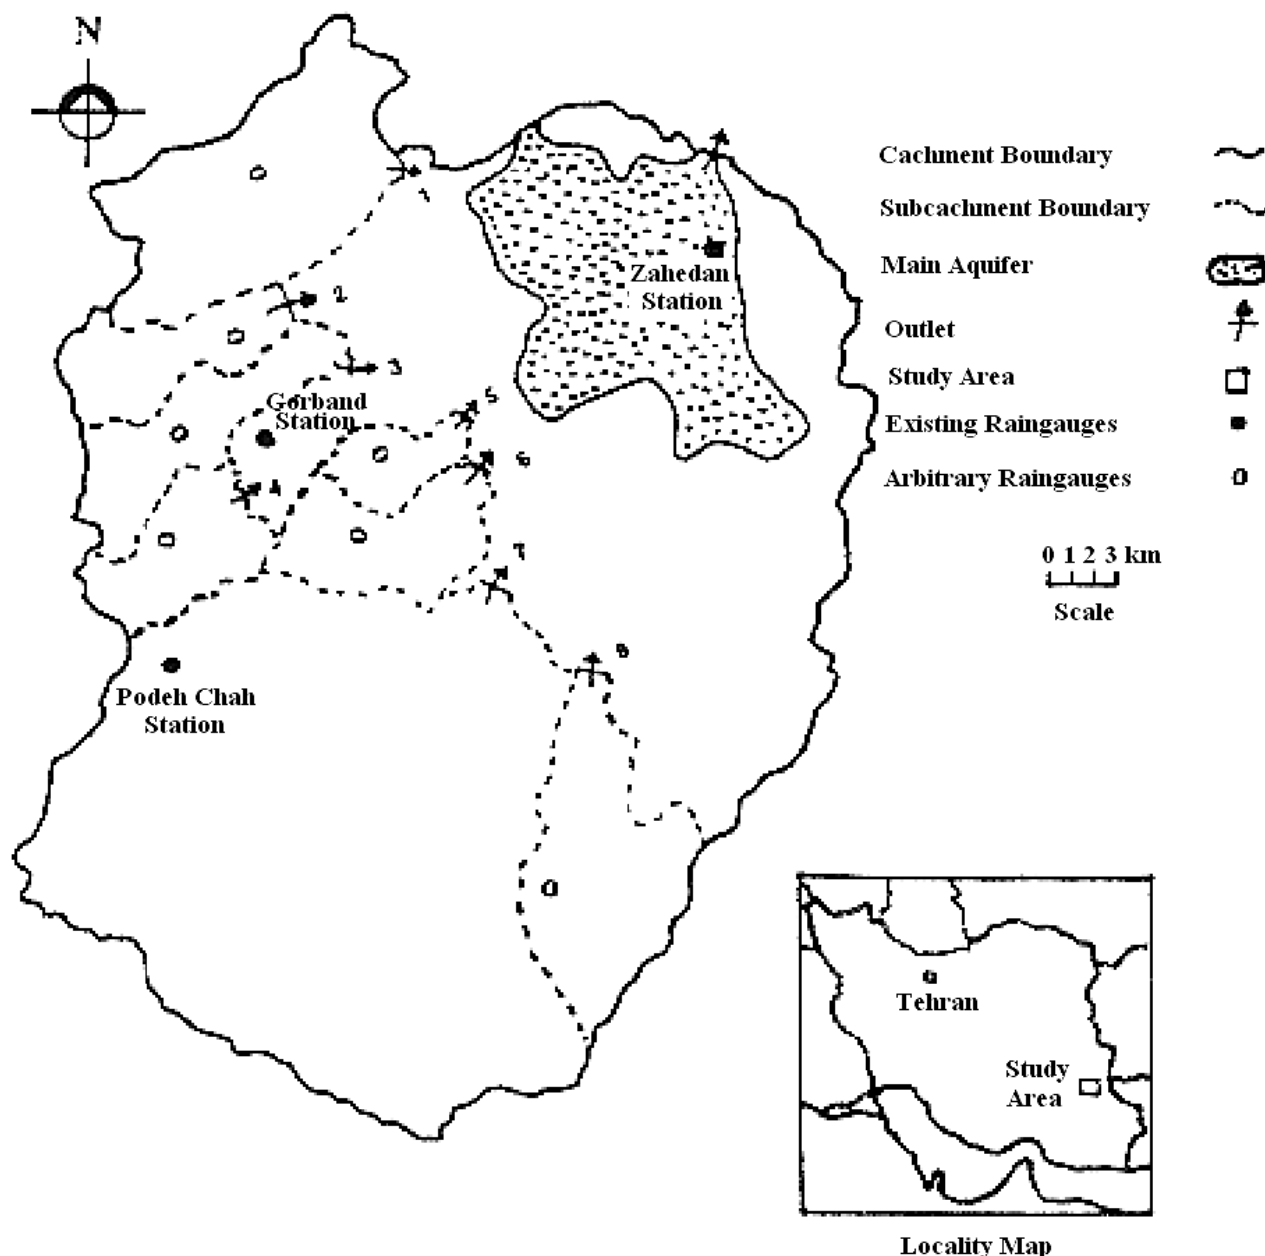 N
Cachment Boundary
Subcachment Boundary
Main Aquifer
Outlet
Study Area
Existing Raingauges
Arbitrary Raingauges
0 1 2 3 km
Scale
1
2
3
4
5
6
7
8
Zahedan
Station
Gorband
Station
Podeh Chah
Station
Tehran
Study
Area
Locality Map